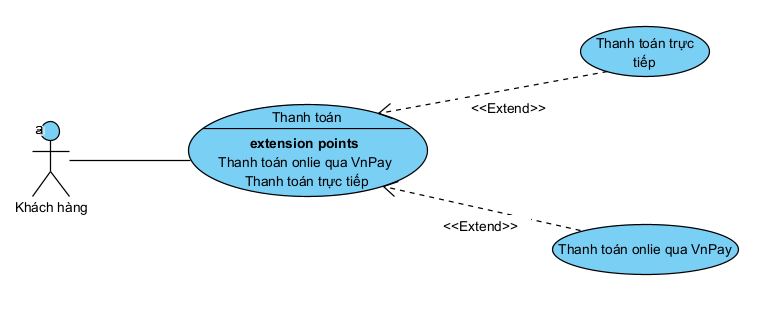 a
Khách hàng
Thanh toán
extension points
Thanh toán onlie qua VnPay
Thanh toán trực tiếp
<<Extend>>
Thanh toán trực
tiếp
<<Extend>>
Thanh toán onlie qua VnPay